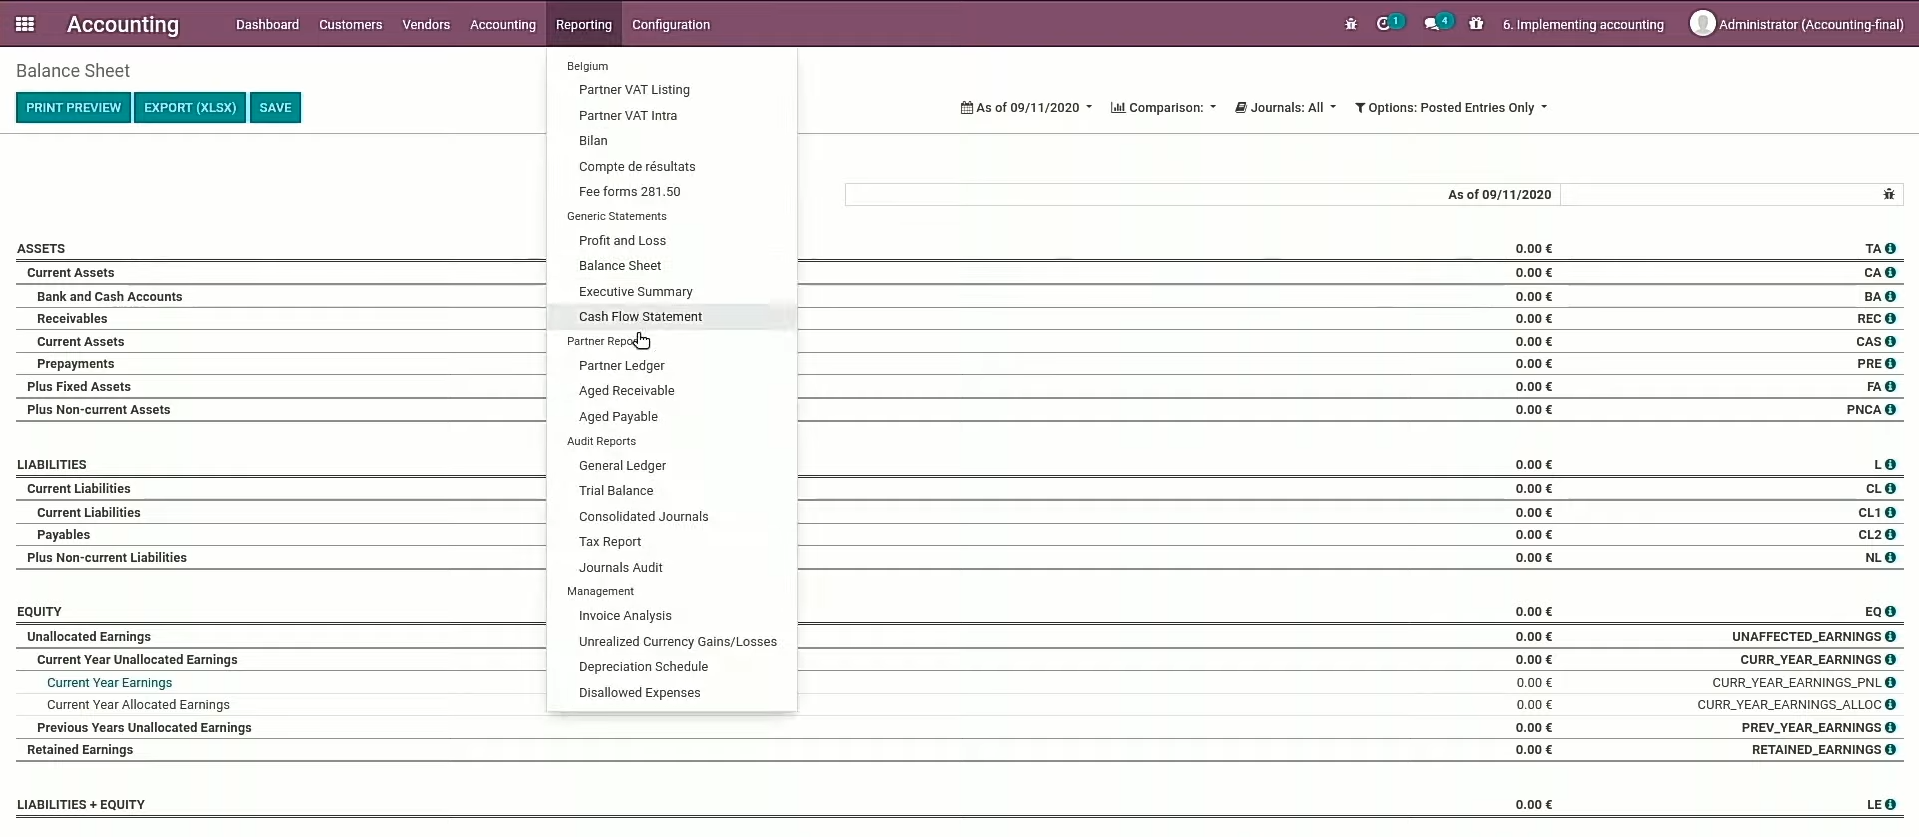 Accounting Dashboard Customers Vendors Accounting Reporting Configuration 1 4 6. Implementing accounting Administrator (Accounting-final)
Balance Sheet
PRINT PREVIEW EXPORT (XLSX) SAVE
As of 09/11/2020 Comparison: Journals: All Options: Posted Entries Only
Belgium
Partner VAT Listing
Partner VAT Intra
Bilan
Compte de résultats
Fee forms 281.50
Generic Statements
Profit and Loss
Balance Sheet
Executive Summary
Cash Flow Statement
Partner Repo
Partner Ledger
Aged Receivable
Aged Payable
Audit Reports
General Ledger
Trial Balance
Consolidated Journals
Tax Report
Journals Audit
Management
Invoice Analysis
Unrealized Currency Gains/Losses
Depreciation Schedule
Disallowed Expenses
As of 09/11/2020
ASSETS 0.00 € TA
Current Assets 0.00 € CA
Bank and Cash Accounts 0.00 € BA
Receivables 0.00 € REC
Current Assets 0.00 € CAS
Prepayments 0.00 € PRE
Plus Fixed Assets 0.00 € FA
Plus Non-current Assets 0.00 € PNCA
LIABILITIES 0.00 € L
Current Liabilities 0.00 € CL
Current Liabilities 0.00 € CL1
Payables 0.00 € CL2
Plus Non-current Liabilities 0.00 € NL
EQUITY 0.00 € EQ
Unallocated Earnings 0.00 € UNAFFECTED_EARNINGS
Current Year Unallocated Earnings 0.00 € CURR_YEAR_EARNINGS
Current Year Earnings 0.00 € CURR_YEAR_EARNINGS_PNL
Current Year Allocated Earnings 0.00 € CURR_YEAR_EARNINGS_ALLOC
Previous Years Unallocated Earnings 0.00 € PREV_YEAR_EARNINGS
Retained Earnings 0.00 € RETAINED_EARNINGS
LIABILITIES + EQUITY 0.00 € LE